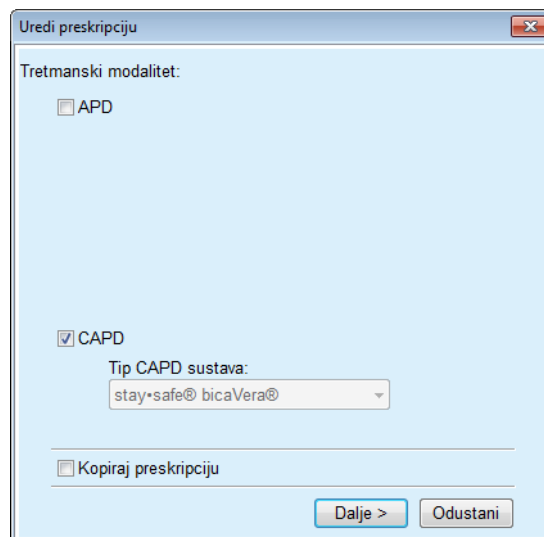 Uredi preskripciju
Tretmanski modalitet:
APD
CAPD
Tip CAPD sustava:
stay•safe® bicaVera®
Kopiraj preskripciju
Dalje > Odustani